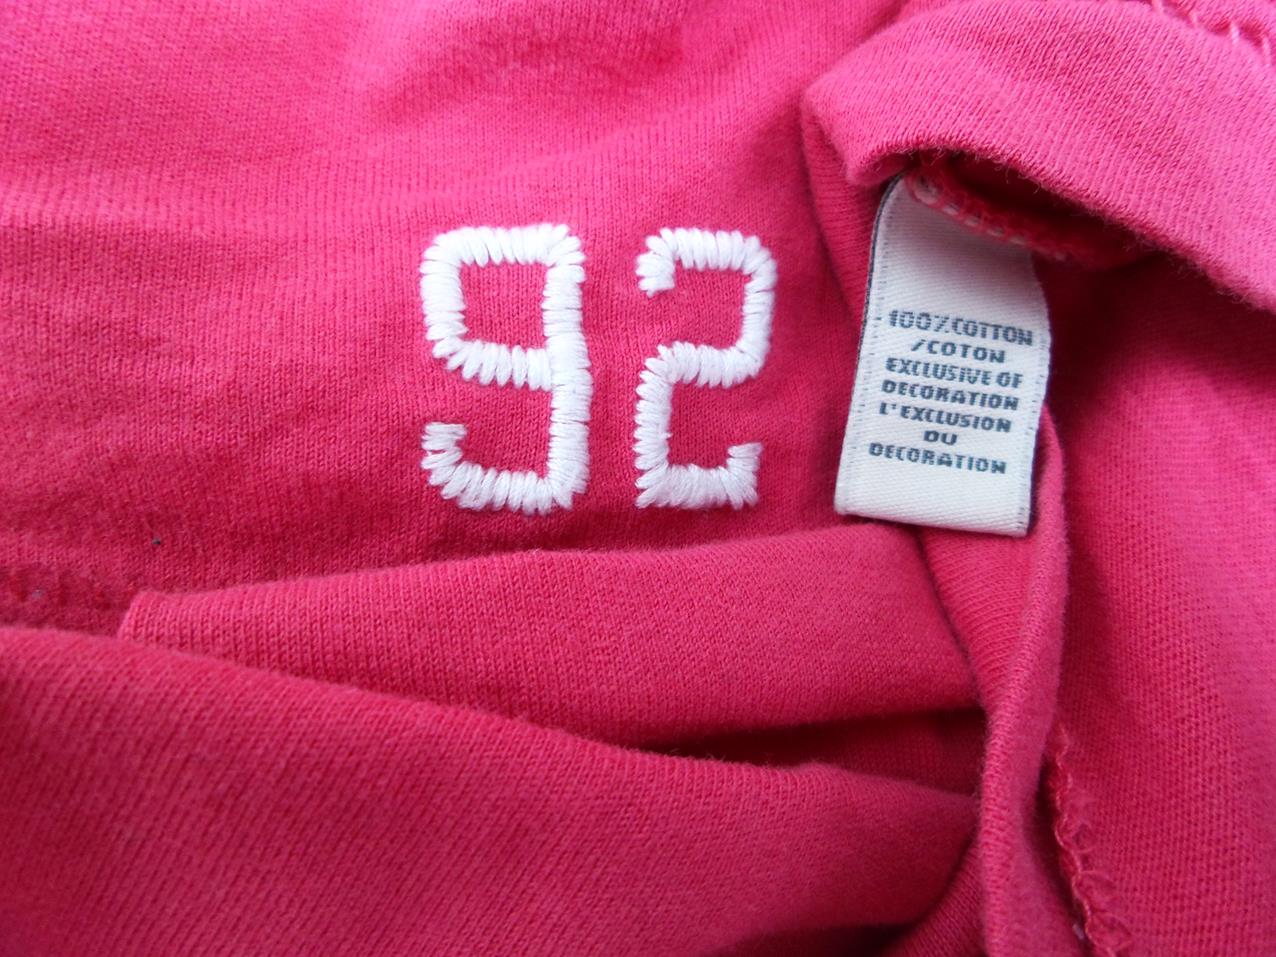 92
100% COTTON
/COTON
EXCLUSIVE OF
DECORATION
L'EXCLUSION
DU
DECORATION